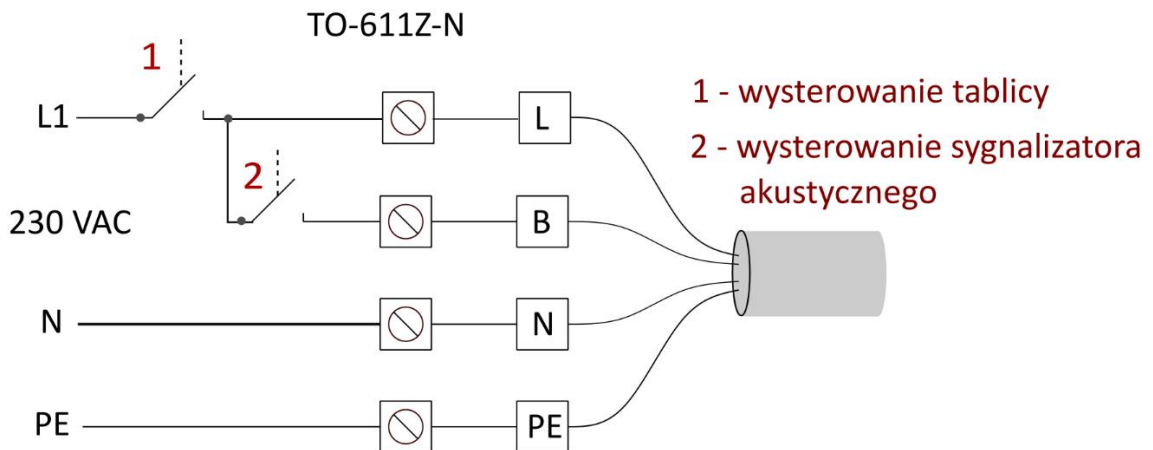 TO-611Z-N
1
L1
L
1 - wysterowanie tablicy
2
2 - wysterowanie sygnalizatora
akustycznego
230 VAC
B
N
N
PE
PE